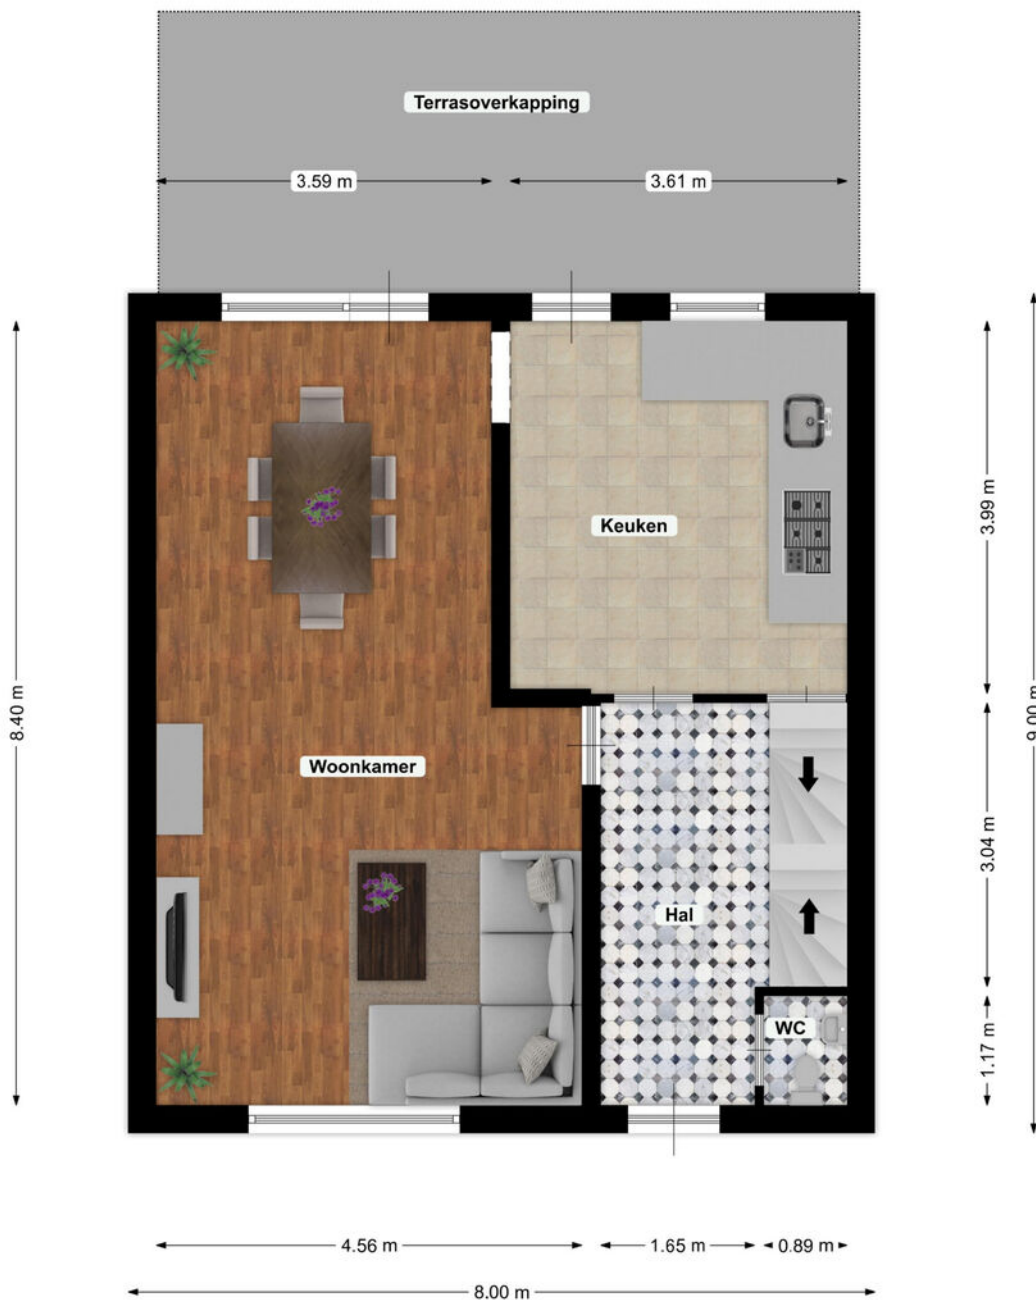 Terrasoverkapping
3.59 m
3.61 m
Keuken
3.99 m
8.40 m
9.00 m
Woonkamer
3.04 m
Hal
WC
1.17 m
4.56 m
1.65 m
0.89 m
8.00 m